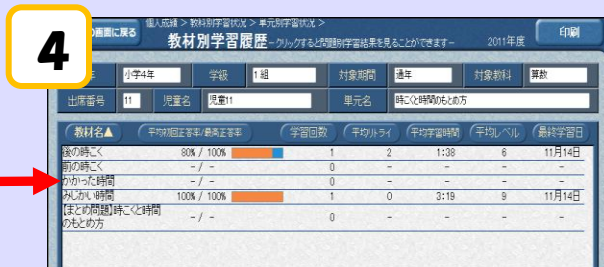 4
の画面に戻る
個人成績 > 教科別学習状況 > 単元別学習状況 >
教材別学習履歴 -クリックすると問題別学習結果を見ることができます-
2011年度
印刷
小学4年 学級 1組 対象期間 通年 対象教科 算数
出席番号 11 児童名 児童11 単元名 時こくと時間のもとめ方
教材名▲ 平均初回正答率/最高正答率 学習回数 平均リトライ 平均学習時間 平均レベル 最終学習日
後の時こく 80% / 100% 1 2 1:38 6 11月14日
前の時こく - / - 0 - - - -
かかった時間 - / - 0 - - - -
みじかい時間 100% / 100% 1 0 3:19 9 11月14日
【まとめ問題】時こくと時間
のもとめ方 - / - 0 - - - -